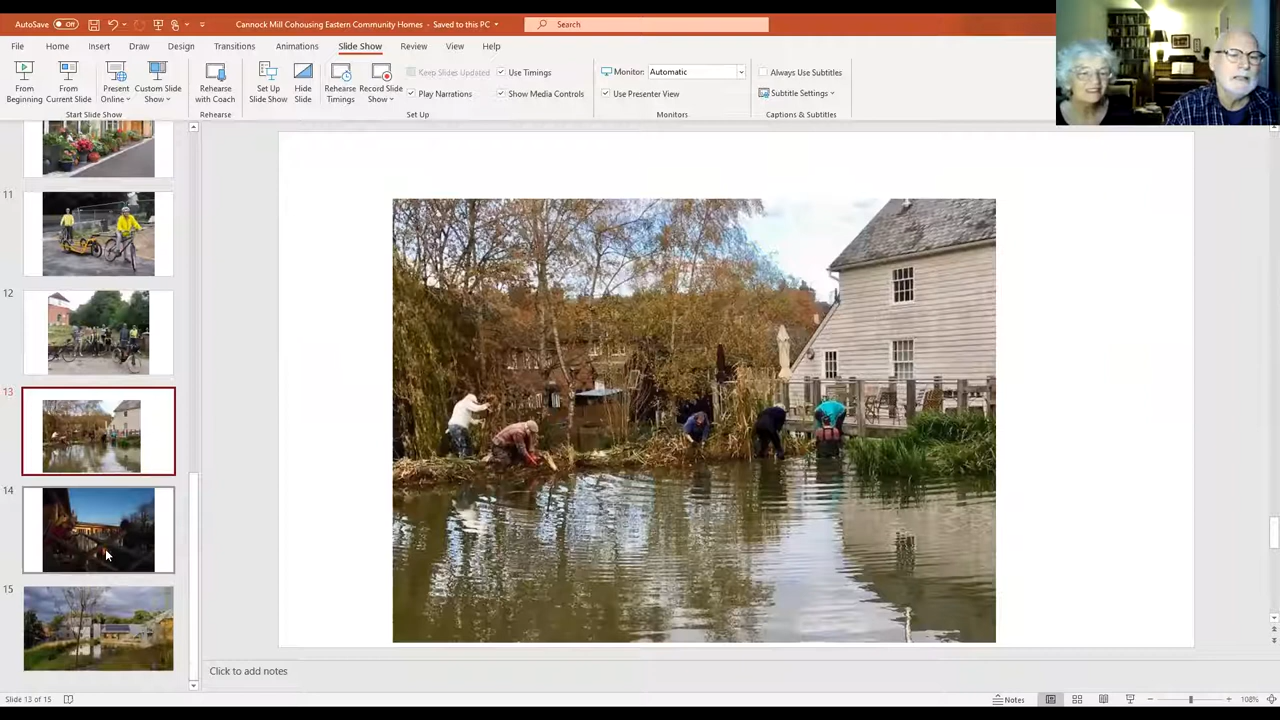 AutoSave Off Cannock Mill Cohousing Eastern Community Homes - Saved to this PC Search
File Home Insert Draw Design Transitions Animations Slide Show Review View Help
From Beginning
From Current Slide
Present Online
Custom Slide Show
Start Slide Show
Rehearse with Coach
Rehearse
Set Up Slide Show
Hide Slide
Rehearse Timings
Record Slide Show
Keep Slides Updated
Play Narrations
Use Timings
Show Media Controls
Set Up
Monitor: Automatic
Use Presenter View
Monitors
Always Use Subtitles
Subtitle Settings
Captions & Subtitles
11
12
13
14
15
Click to add notes
Slide 13 of 15 Notes 108%